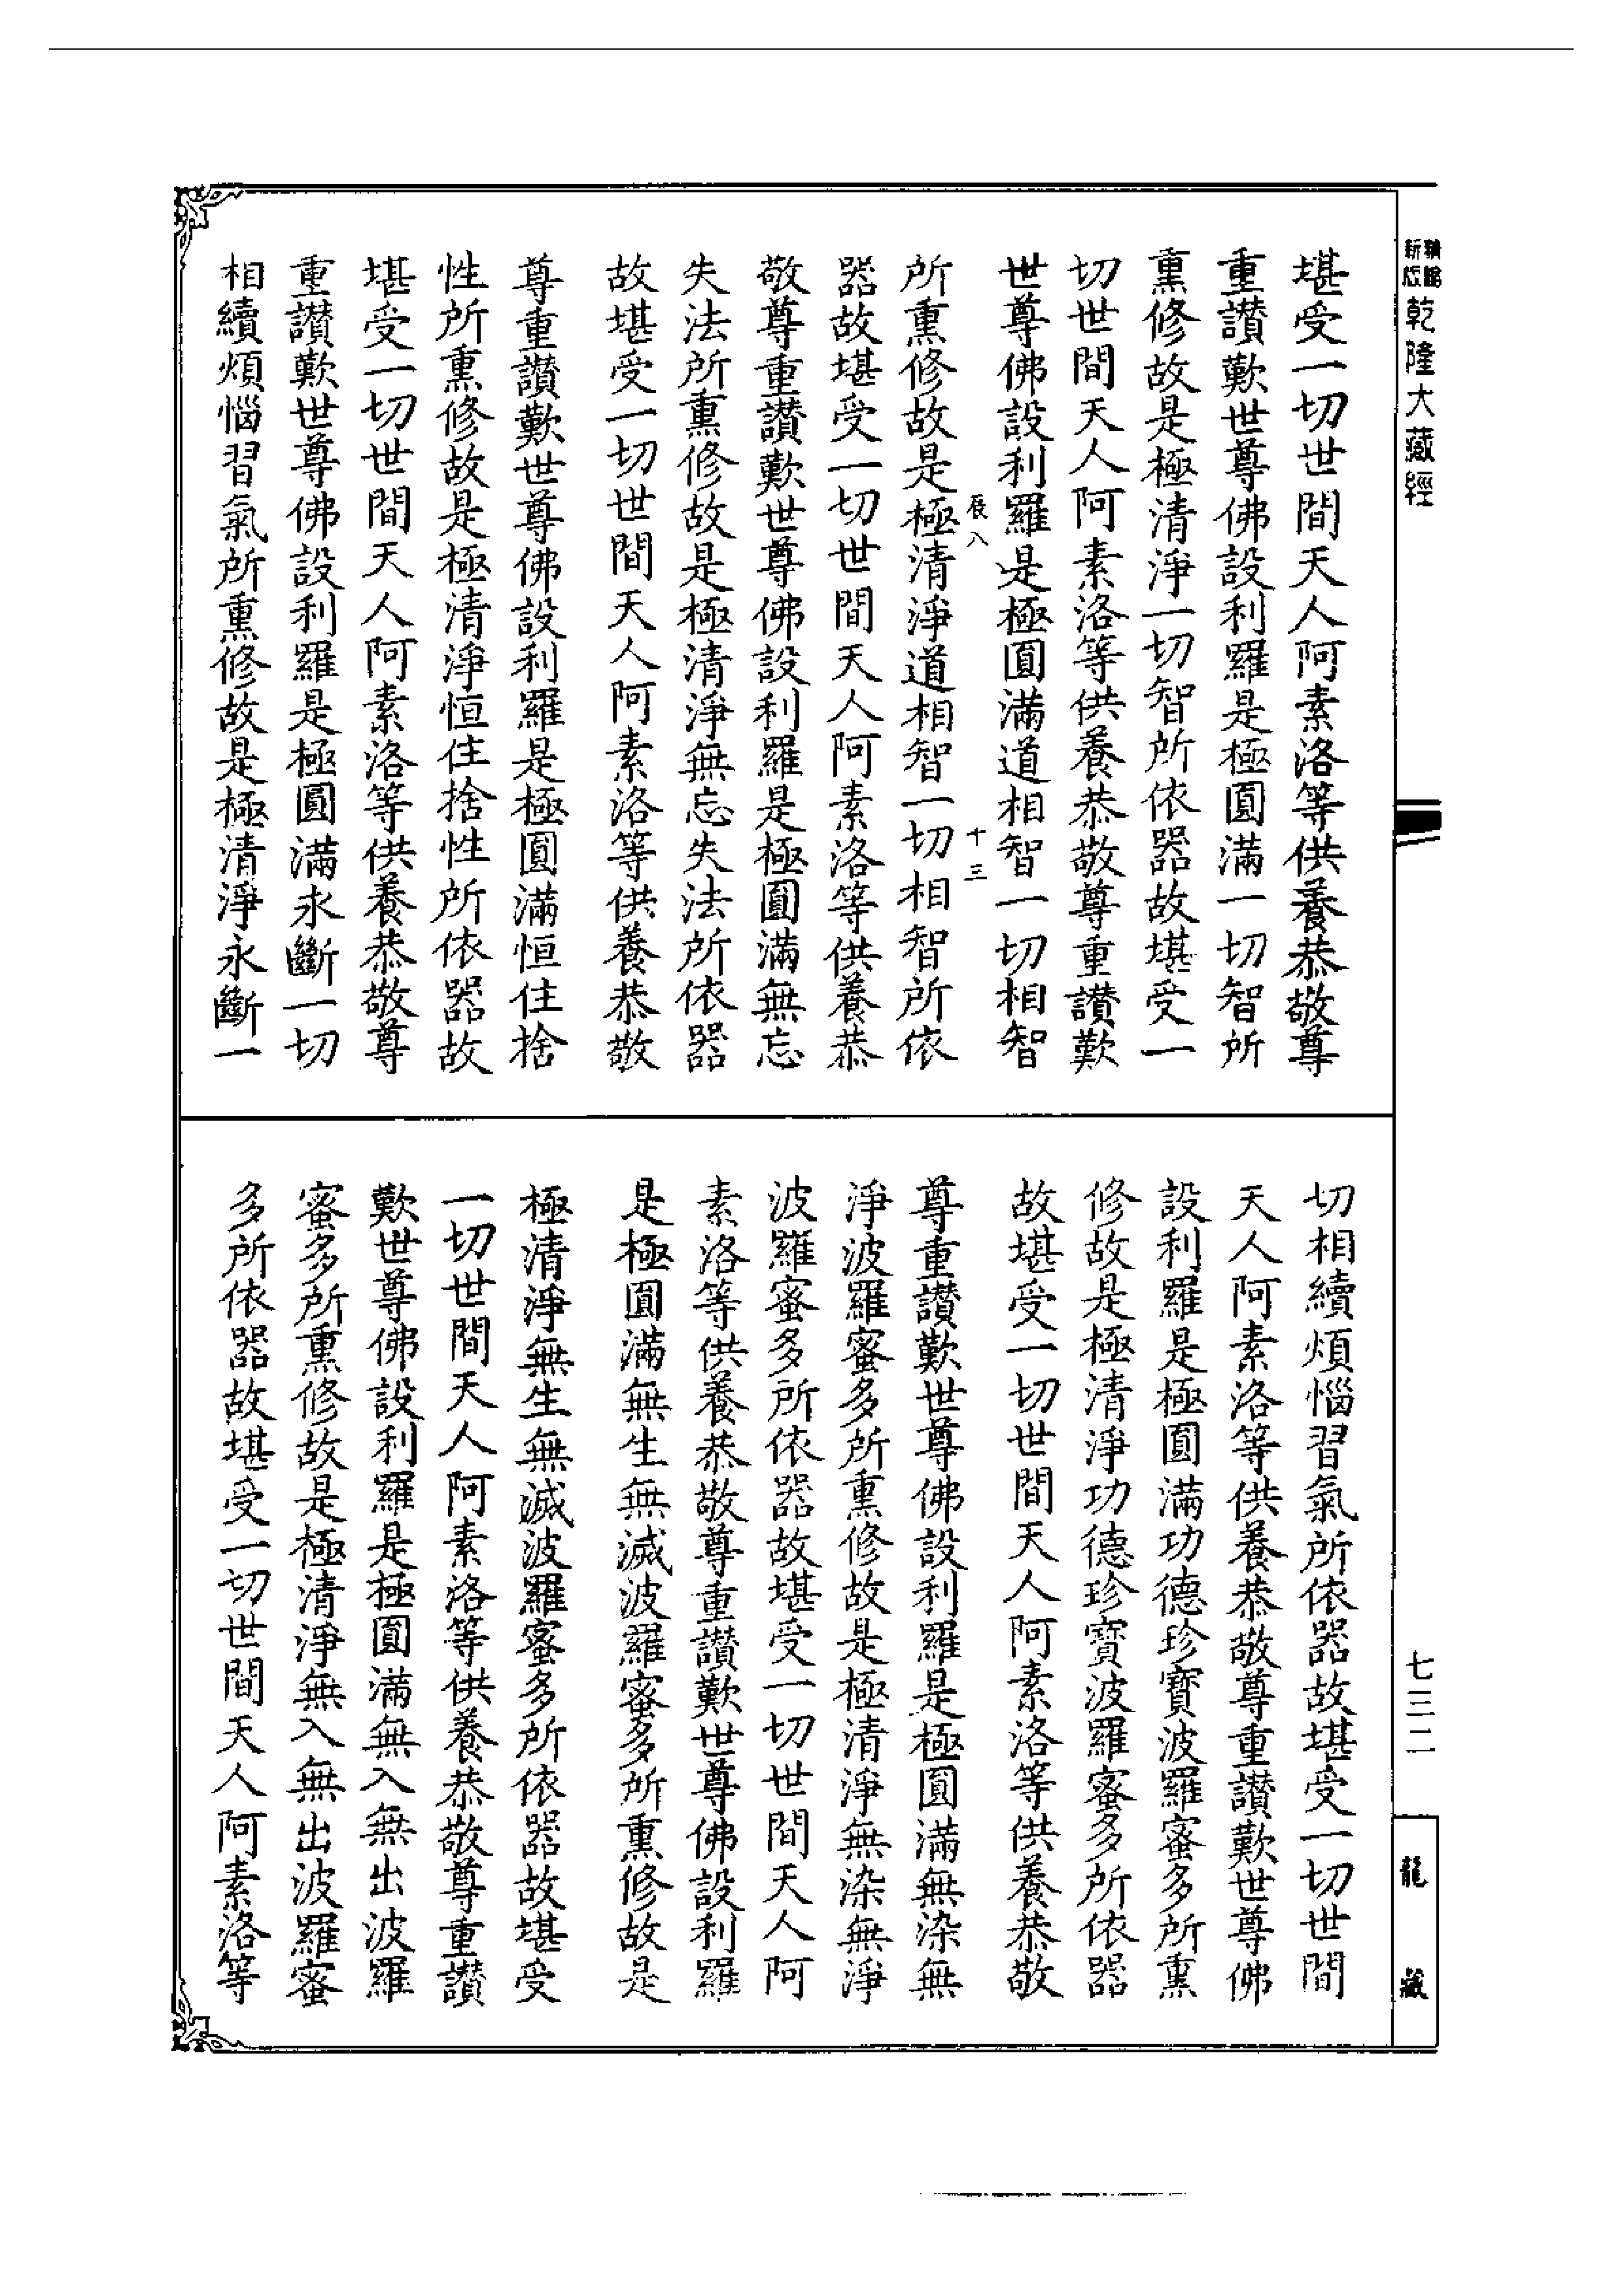 新版
乾隆大藏經
堪受一切世間天人阿素洛等供養恭敬尊
重讚歎世尊佛設利羅是極圓滿一切智所
熏修故是極清淨一切智所依器故堪受一
切世間天人阿素洛等供養恭敬尊重讚歎
世尊佛設利羅是極圓滿道相智一切相智
辰八
十三
所熏修故是極清淨道相智一切相智所依
器故堪受一切世間天人阿素洛等供養恭
敬尊重讚歎世尊佛設利羅是極圓滿無忘
失法所熏修故是極清淨無忘失法所依器
故堪受一切世間天人阿素洛等供養恭敬
尊重讚歎世尊佛設利羅是極圓滿恒住捨
性所熏修故是極清淨恒住捨性所依器故
堪受一切世間天人阿素洛等供養恭敬尊
重讚歎世尊佛設利羅是極圓滿永斷一切
相續煩惱習氣所熏修故是極清淨永斷一
切相續煩惱習氣所依器故堪受一切世間
天人阿素洛等供養恭敬尊重讚歎世尊佛
設利羅是極圓滿功德珍寶波羅蜜多所熏
修故是極清淨功德珍寶波羅蜜多所依器
故堪受一切世間天人阿素洛等供養恭敬
尊重讚歎世尊佛設利羅是極圓滿無染無
淨波羅蜜多所熏修故是極清淨無染無淨
波羅蜜多所依器故堪受一切世間天人阿
素洛等供養恭敬尊重讚歎世尊佛設利羅
是極圓滿無生無滅波羅蜜多所熏修故是
極清淨無生無滅波羅蜜多所依器故堪受
一切世間天人阿素洛等供養恭敬尊重讚
歎世尊佛設利羅是極圓滿無入無出波羅
蜜多所熏修故是極清淨無入無出波羅蜜
多所依器故堪受一切世間天人阿素洛等
七三二
龍藏